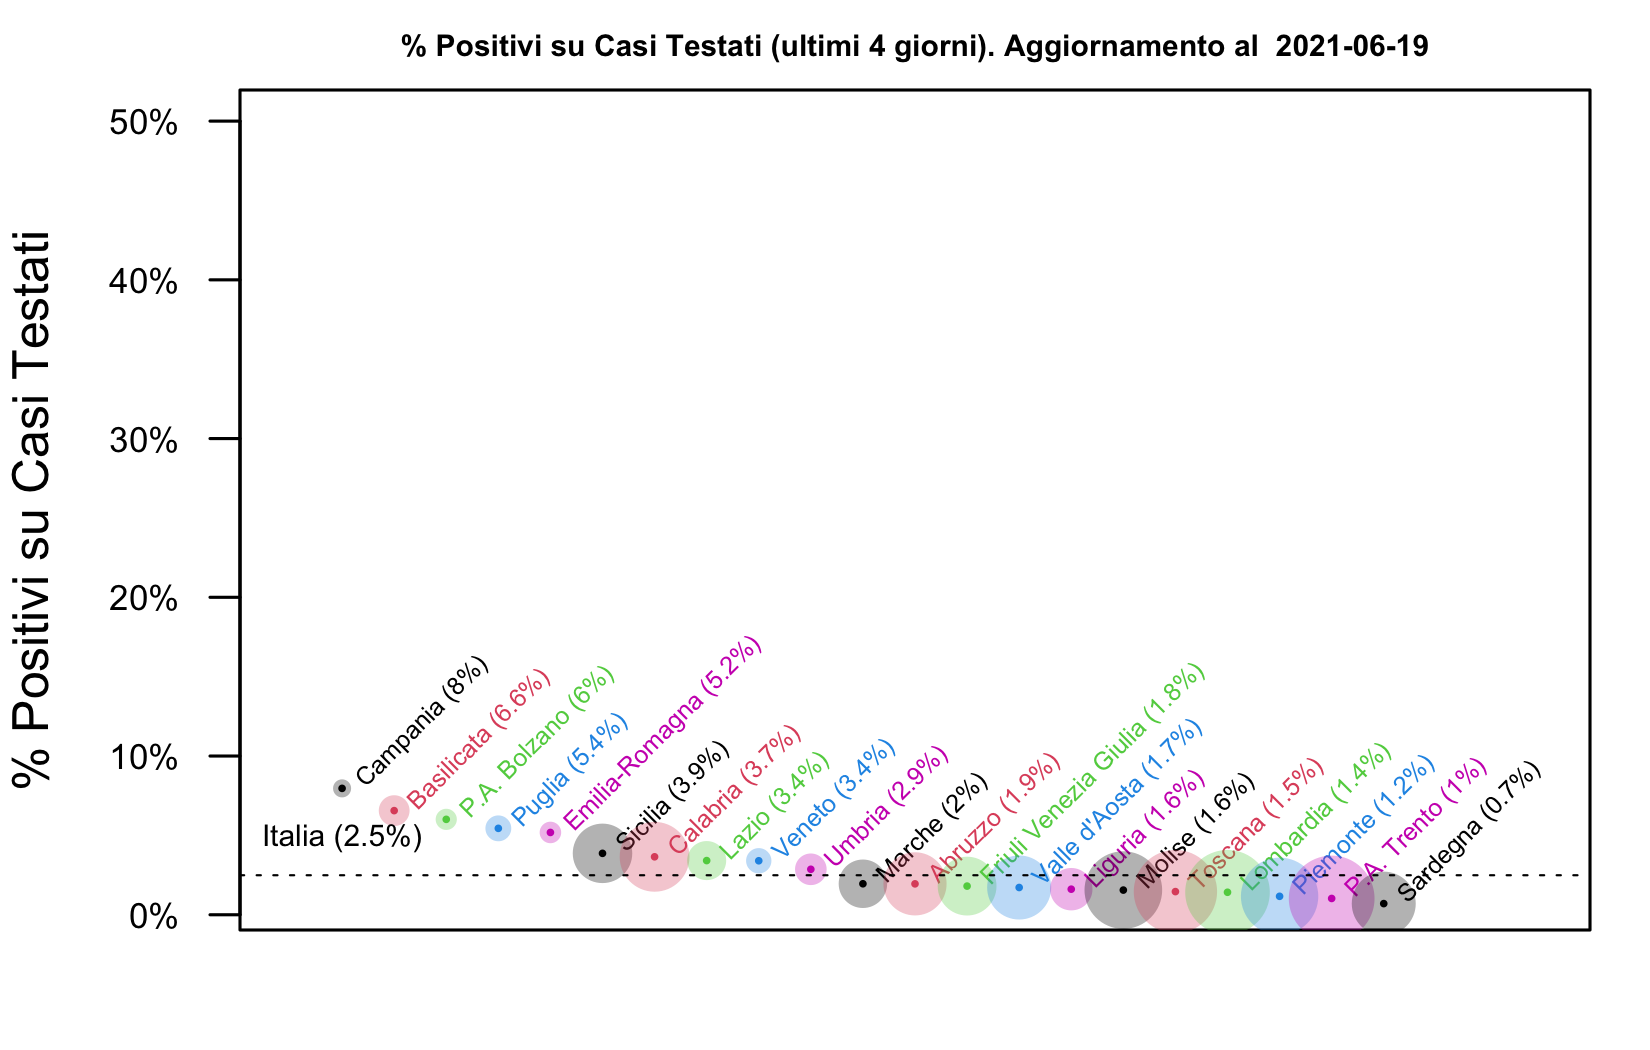 % Positivi su Casi Testati (ultimi 4 giorni). Aggiornamento al  2021-06-19
% Positivi su Casi Testati
50%
40%
30%
20%
10%
0%
Italia (2.5%)
Campania (8%)
Basilicata (6.6%)
P.A. Bolzano (6%)
Puglia (5.4%)
Emilia-Romagna (5.2%)
Sicilia (3.9%)
Calabria (3.7%)
Lazio (3.4%)
Veneto (3.4%)
Umbria (2.9%)
Marche (2%)
Abruzzo (1.9%)
Friuli Venezia Giulia (1.8%)
Valle d'Aosta (1.7%)
Liguria (1.6%)
Molise (1.6%)
Toscana (1.5%)
Lombardia (1.4%)
Piemonte (1.2%)
P.A. Trento (1%)
Sardegna (0.7%)